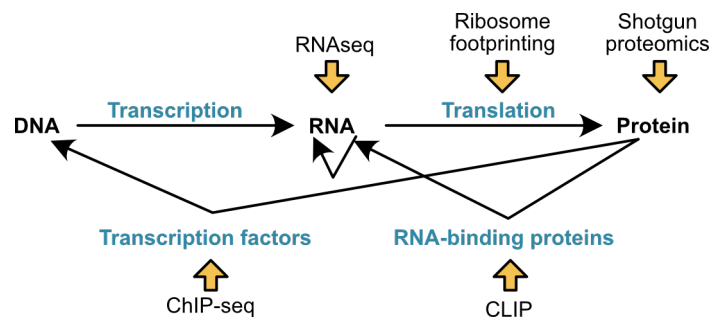 RNAseq
Ribosome
footprinting
Shotgun
proteomics
DNA
Transcription
RNA
Translation
Protein
Transcription factors
RNA-binding proteins
ChIP-seq
CLIP